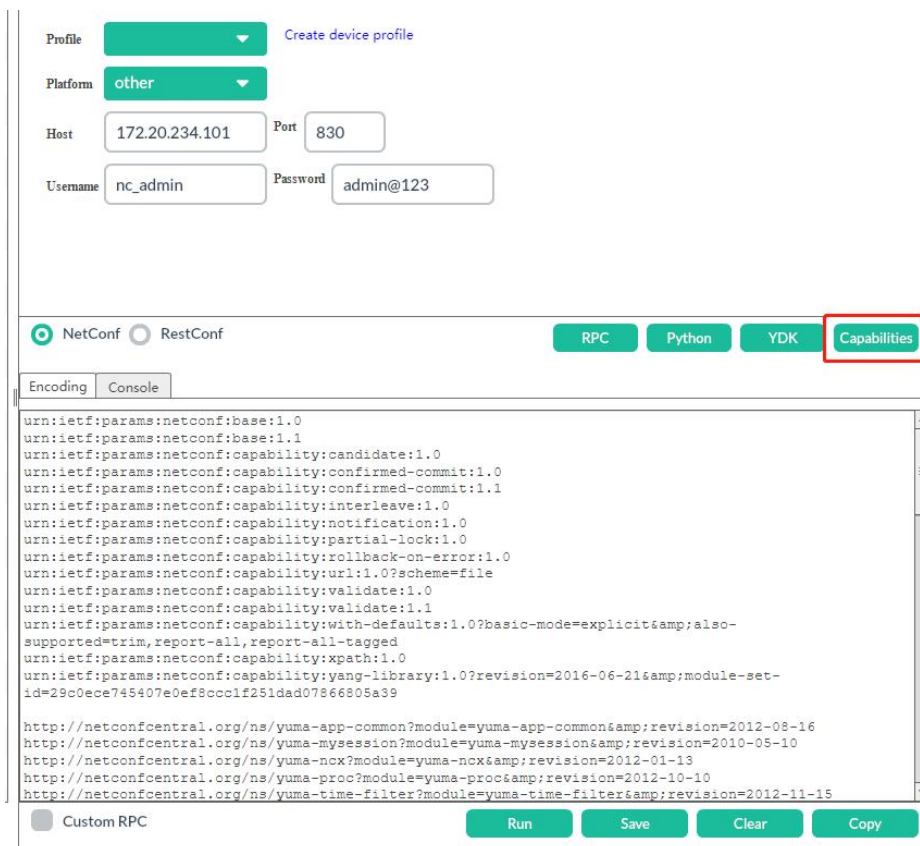 Profile
Create device profile
Platform
other
Host
172.20.234.101
Port
830
Username
nc_admin
Password
admin@123
NetConf
RestConf
RPC
Python
YDK
Capabilities
Encoding
Console
urn:ietf:params:netconf:base:1.0
urn:ietf:params:netconf:base:1.1
urn:ietf:params:netconf:capability:candidate:1.0
urn:ietf:params:netconf:capability:confirmed-commit:1.0
urn:ietf:params:netconf:capability:confirmed-commit:1.1
urn:ietf:params:netconf:capability:interleave:1.0
urn:ietf:params:netconf:capability:notification:1.0
urn:ietf:params:netconf:capability:partial-lock:1.0
urn:ietf:params:netconf:capability:rollback-on-error:1.0
urn:ietf:params:netconf:capability:url:1.0?scheme=file
urn:ietf:params:netconf:capability:validate:1.0
urn:ietf:params:netconf:capability:validate:1.1
urn:ietf:params:netconf:capability:with-defaults:1.0?basic-mode=explicit&amp;also-
supported=trim,report-all,report-all-tagged
urn:ietf:params:netconf:capability:xpath:1.0
urn:ietf:params:netconf:capability:yang-library:1.0?revision=2016-06-21&amp;module-set-
id=29c0ece745407e0ef8ccc1f251dad07866805a39
http://netconfcentral.org/ns/yuma-app-common?module=yuma-app-common&amp;revision=2012-08-16
http://netconfcentral.org/ns/yuma-mysession?module=yuma-mysession&amp;revision=2010-05-10
http://netconfcentral.org/ns/yuma-ncx?module=yuma-ncx&amp;revision=2012-01-13
http://netconfcentral.org/ns/yuma-proc?module=yuma-proc&amp;revision=2012-10-10
http://netconfcentral.org/ns/yuma-time-filter?module=yuma-time-filter&amp;revision=2012-11-15
Custom RPC
Run
Save
Clear
Copy